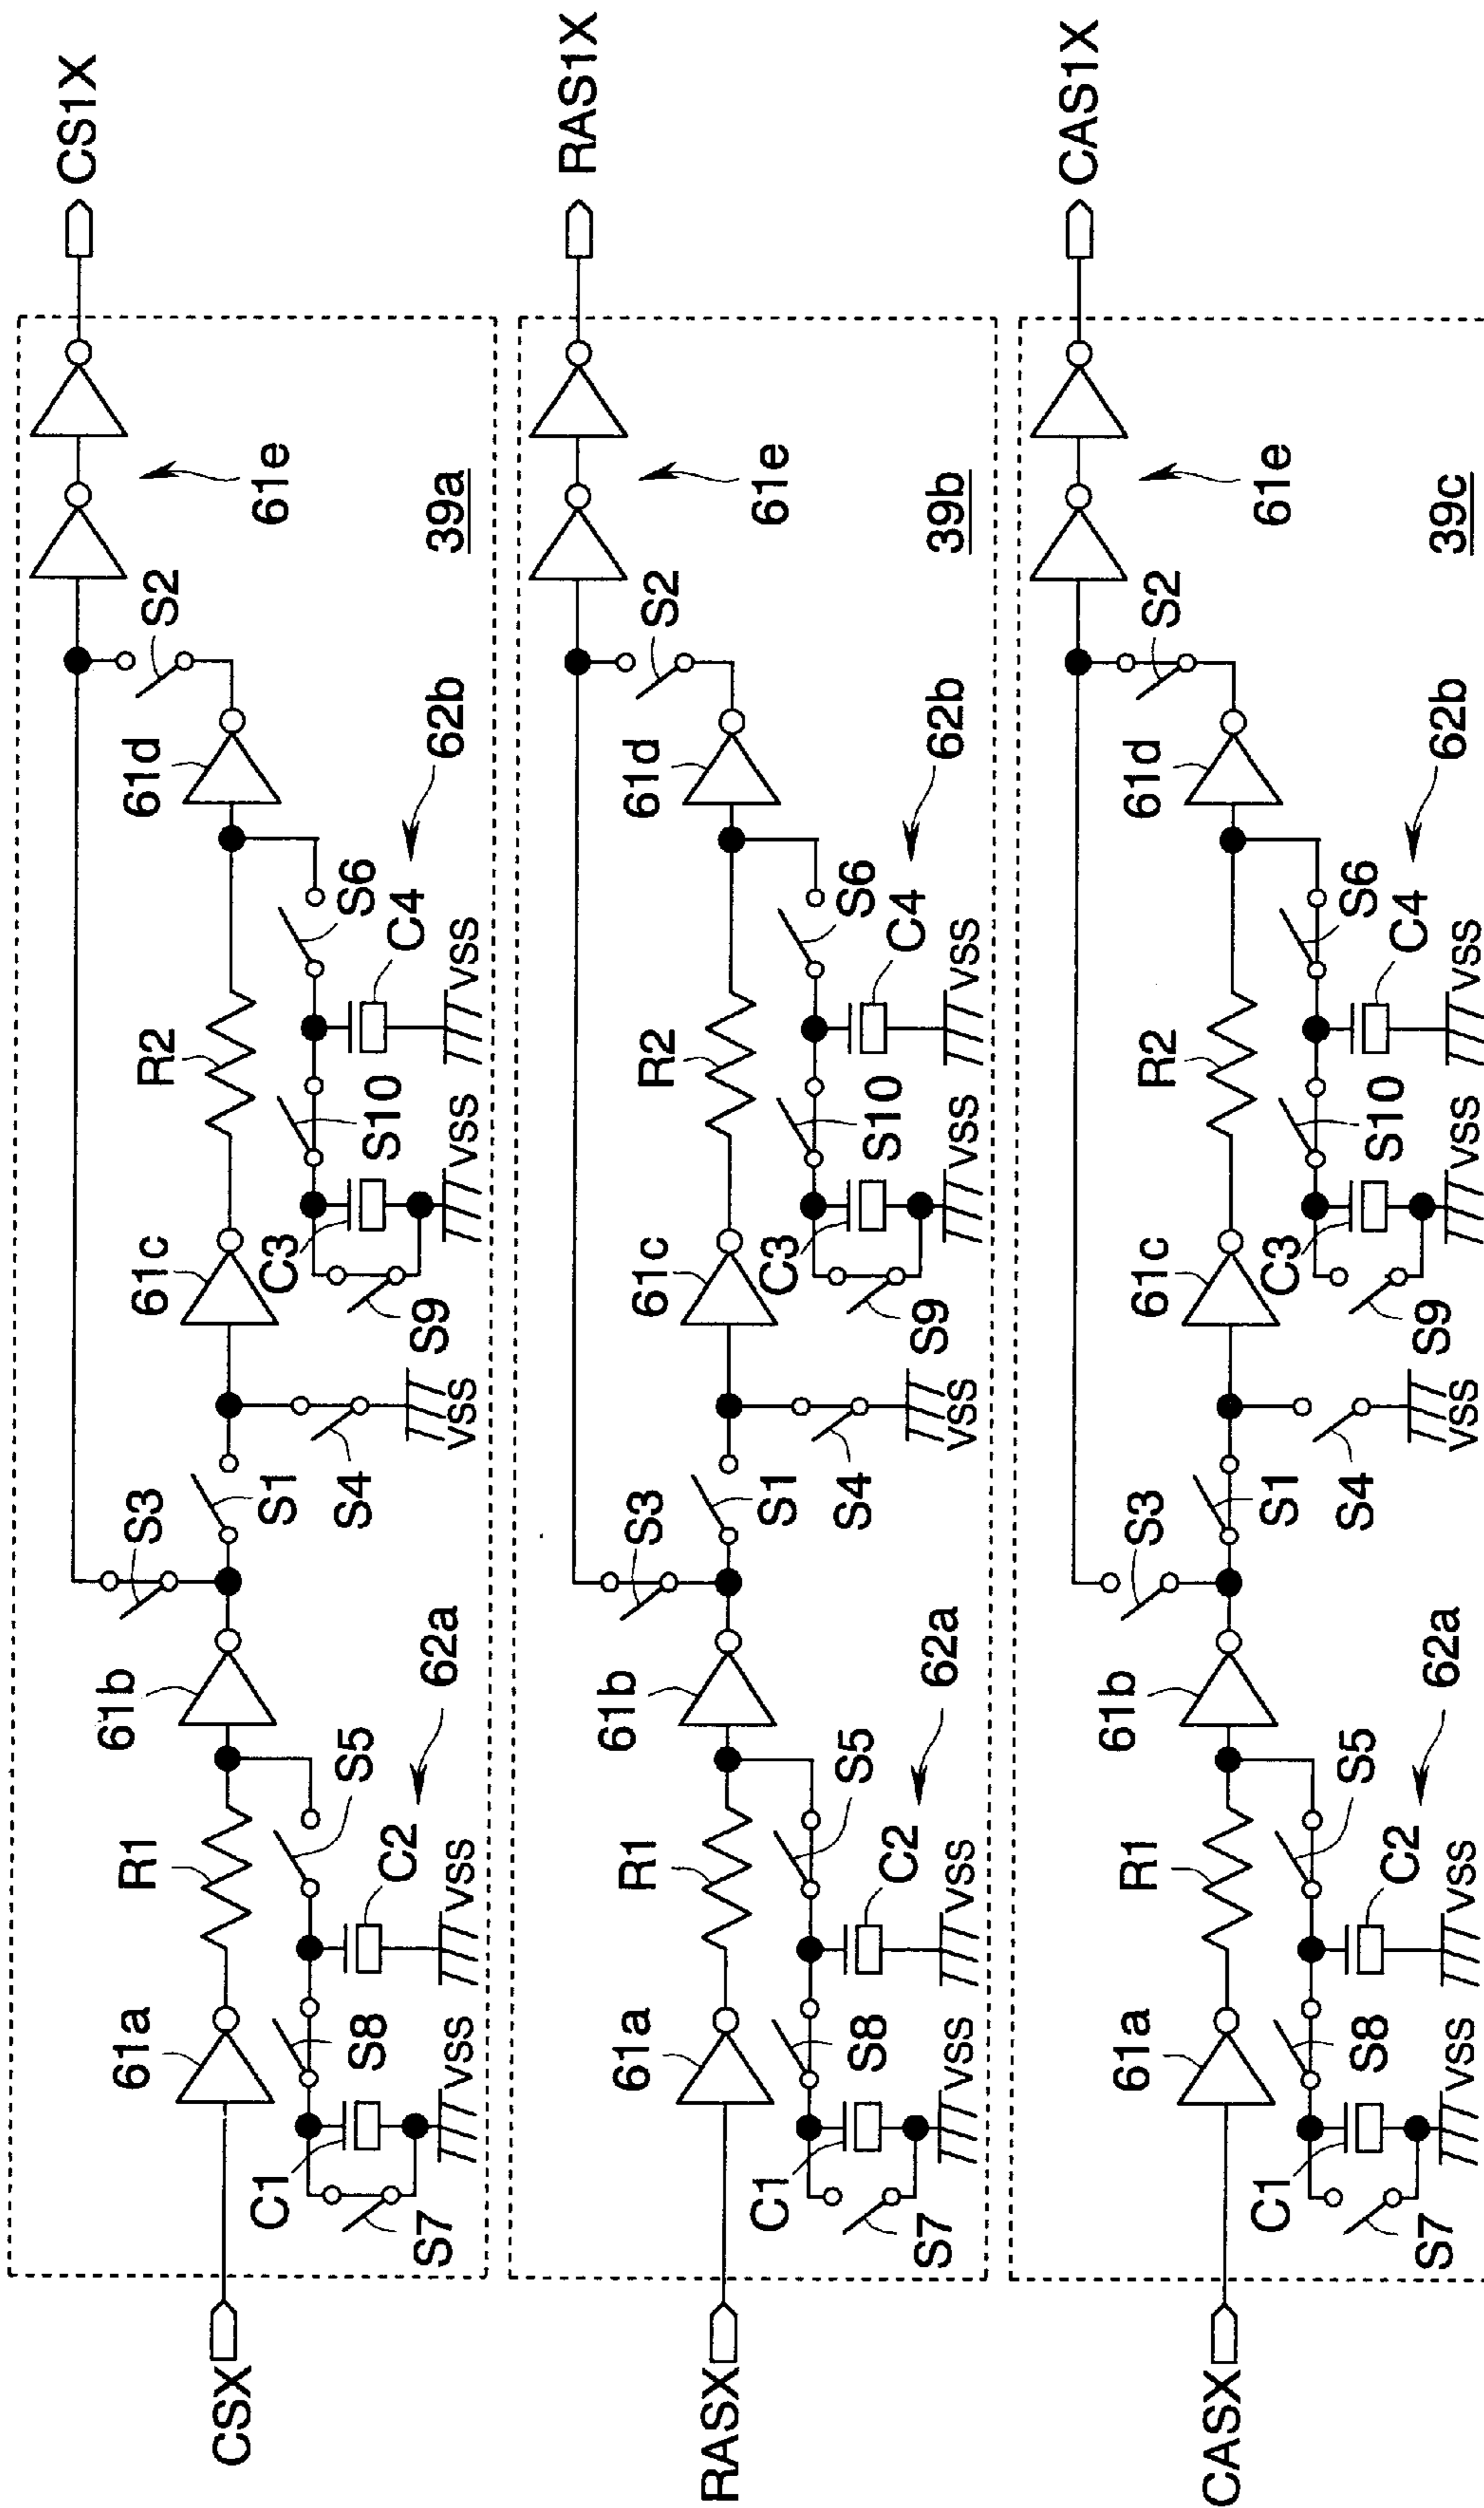 CSX
61a
R1
61b
S3
S1
S4
VSS
61c
R2
61d
S2
61e
CS1X
C1
S7
S8
VSS
C2
VSS
S5
62a
C3
S9
S10
VSS
C4
VSS
S6
62b
39a
RASX
61a
R1
61b
S3
S1
S4
VSS
61c
R2
61d
S2
61e
RAS1X
C1
S7
S8
VSS
C2
VSS
S5
62a
C3
S9
S10
VSS
C4
VSS
S6
62b
39b
CASX
61a
R1
61b
S3
S1
S4
VSS
61c
R2
61d
S2
61e
CAS1X
C1
S7
S8
VSS
C2
VSS
S5
62a
C3
S9
S10
VSS
C4
VSS
S6
62b
39c